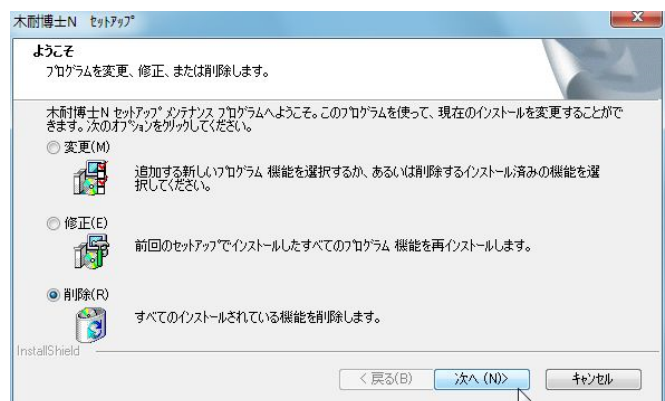 木耐博士N セットアップ
ようこそ
プログラムを変更、修正、または削除します。
木耐博士N セットアップ メンテナンス プログラムへようこそ。このプログラムを使って、現在のインストールを変更することがで
きます。次のオプションをクリックしてください。
変更(M)
追加する新しいプログラム 機能を選択するか、あるいは削除するインストール済みの機能を選
択してください。
修正(E)
前回のセットアップでインストールしたすべてのプログラム 機能を再インストールします。
削除(R)
すべてのインストールされている機能を削除します。
InstallShield
< 戻る(B) 次へ (N)> キャンセル